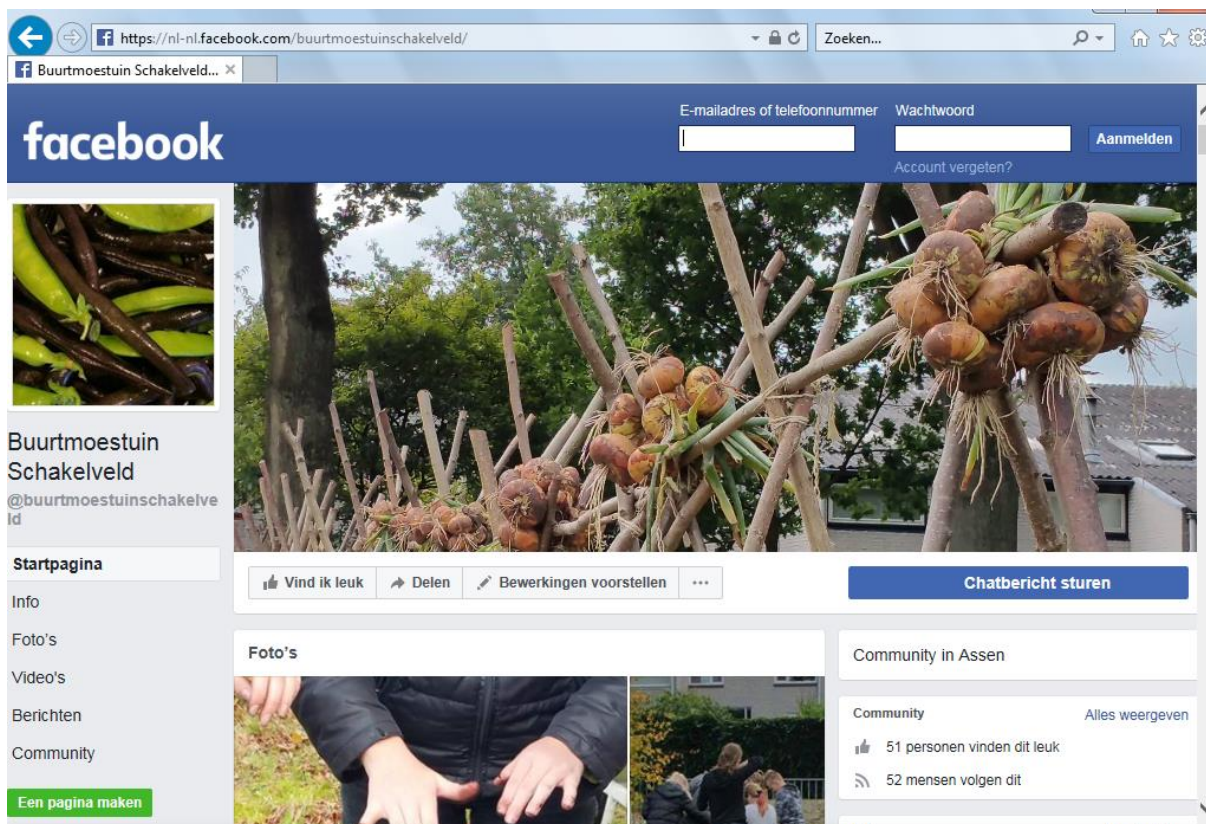 https://nl-nl.facebook.com/buurtmoestuinschakelveld/
Zoeken...
Buurtmoestuin Schakelveld...
facebook
E-mailadres of telefoonnummer
Wachtwoord
Aanmelden
Account vergeten?
Buurtmoestuin
Schakelveld
@buurtmoestuinschakelve
ld
Startpagina
Info
Foto's
Video's
Berichten
Community
Een pagina maken
Vind ik leuk
Delen
Bewerkingen voorstellen
Chatbericht sturen
Foto's
Community in Assen
Community
Alles weergeven
51 personen vinden dit leuk
52 mensen volgen dit